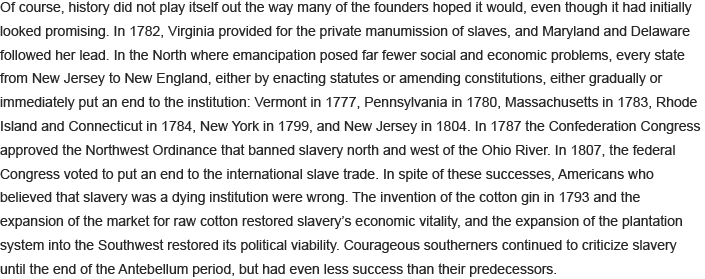 Of course, history did not play itself out the way many of the founders hoped it would, even though it had initially
looked promising. In 1782, Virginia provided for the private manumission of slaves, and Maryland and Delaware
followed her lead. In the North where emancipation posed far fewer social and economic problems, every state
from New Jersey to New England, either by enacting statutes or amending constitutions, either gradually or
immediately put an end to the institution: Vermont in 1777, Pennsylvania in 1780, Massachusetts in 1783, Rhode
Island and Connecticut in 1784, New York in 1799, and New Jersey in 1804. In 1787 the Confederation Congress
approved the Northwest Ordinance that banned slavery north and west of the Ohio River. In 1807, the federal
Congress voted to put an end to the international slave trade. In spite of these successes, Americans who
believed that slavery was a dying institution were wrong. The invention of the cotton gin in 1793 and the
expansion of the market for raw cotton restored slavery’s economic vitality, and the expansion of the plantation
system into the Southwest restored its political viability. Courageous southerners continued to criticize slavery
until the end of the Antebellum period, but had even less success than their predecessors.